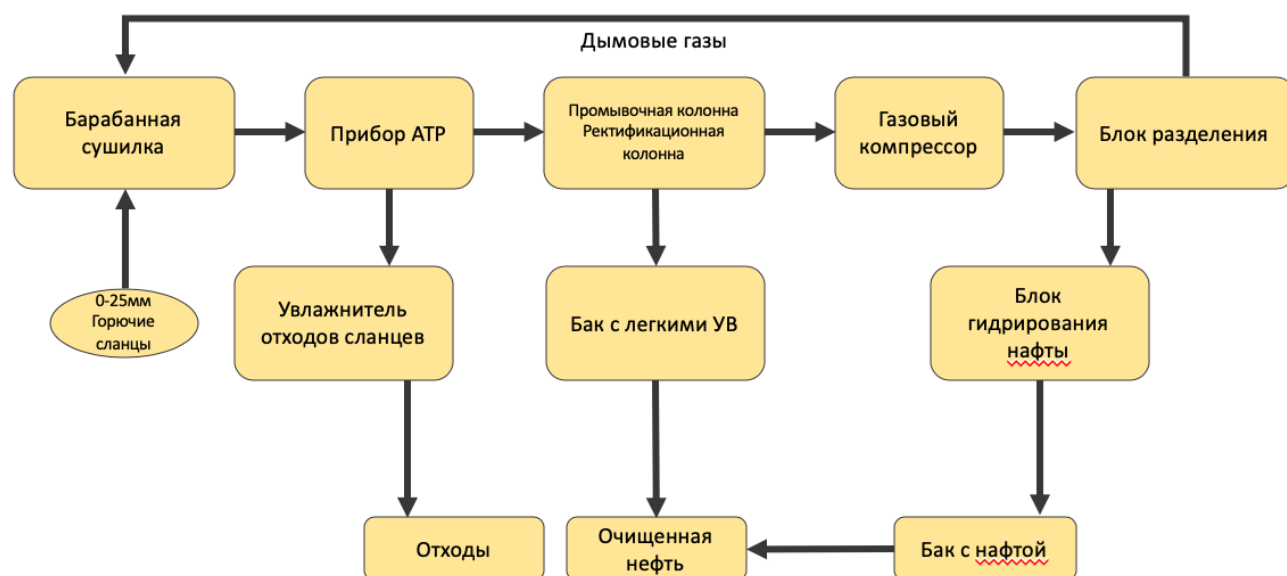 Дымовые газы
Барабанная
сушилка
Прибор АТР
Промывочная колонна
Ректификационная
колонна
Газовый
компрессор
Блок разделения
0-25мм
Горючие
сланцы
Увлажнитель
отходов сланцев
Бак с легкими УВ
Блок
гидрирования
нафты
Отходы
Очищенная
нефть
Бак с нафтой